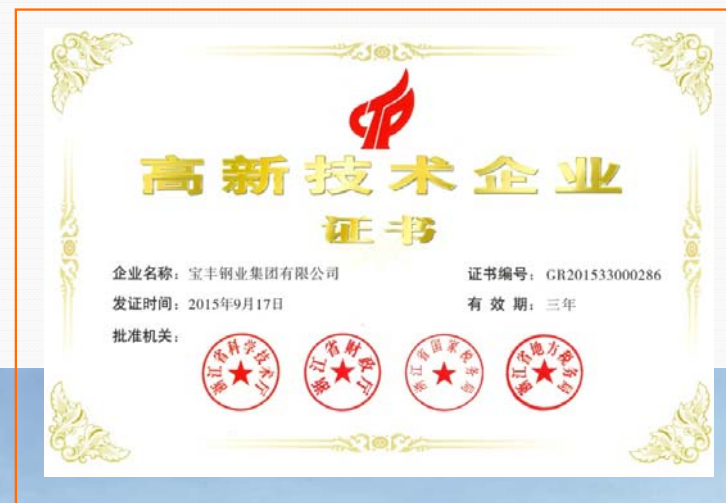 高新技术企业
证书
企业名称：宝丰钢业集团有限公司
证书编号：GR201533000286
发证时间：2015年9月17日
有 效 期：三年
批准机关：
浙江省科学技术厅
浙江省财政厅
浙江省国家税务局
浙江省地方税务局